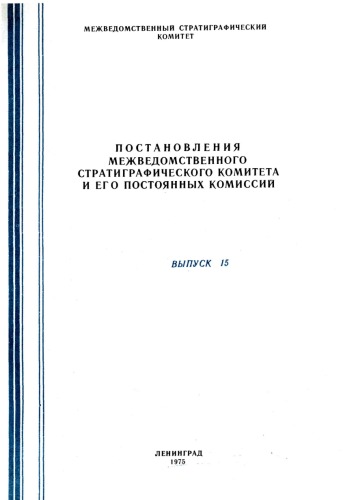 МЕЖВЕДОМСТВЕННЫЙ СТРАТИГРАФИЧЕСКИЙ
КОМИТЕТ
ПОСТАНОВЛЕНИЯ
МЕЖВЕДОМСТВЕННОГО
СТРАТИГРАФИЧЕСКОГО КОМИТЕТА
И ЕГО ПОСТОЯННЫХ КОМИССИЙ
ВЫПУСК 15
ЛЕНИНГРАД
1975